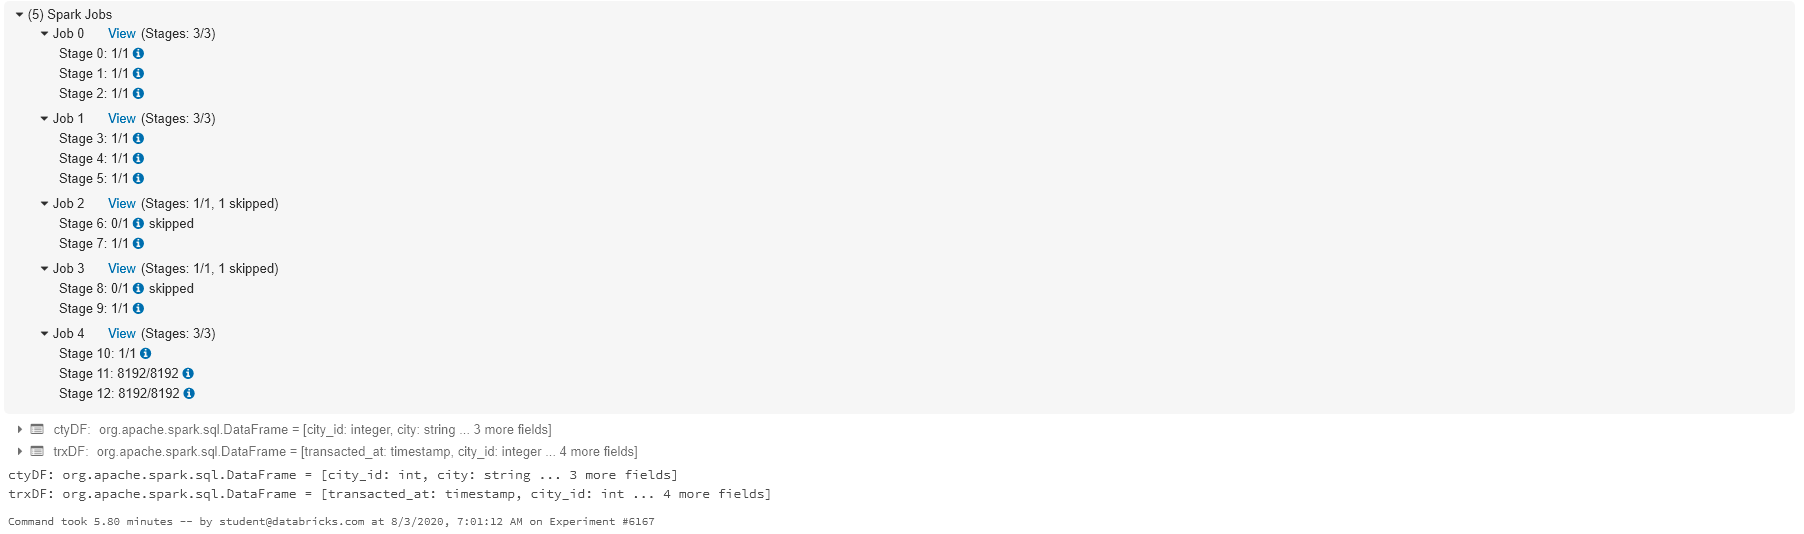 (5) Spark Jobs
Job 0 View (Stages: 3/3)
Stage 0: 1/1
Stage 1: 1/1
Stage 2: 1/1
Job 1 View (Stages: 3/3)
Stage 3: 1/1
Stage 4: 1/1
Stage 5: 1/1
Job 2 View (Stages: 1/1, 1 skipped)
Stage 6: 0/1 skipped
Stage 7: 1/1
Job 3 View (Stages: 1/1, 1 skipped)
Stage 8: 0/1 skipped
Stage 9: 1/1
Job 4 View (Stages: 3/3)
Stage 10: 1/1
Stage 11: 8192/8192
Stage 12: 8192/8192
ctyDF: org.apache.spark.sql.DataFrame = [city_id: integer, city: string ... 3 more fields]
trxDF: org.apache.spark.sql.DataFrame = [transacted_at: timestamp, city_id: integer ... 4 more fields]
ctyDF: org.apache.spark.sql.DataFrame = [city_id: int, city: string ... 3 more fields]
trxDF: org.apache.spark.sql.DataFrame = [transacted_at: timestamp, city_id: int ... 4 more fields]
Command took 5.80 minutes -- by student@databricks.com at 8/3/2020, 7:01:12 AM on Experiment #6167